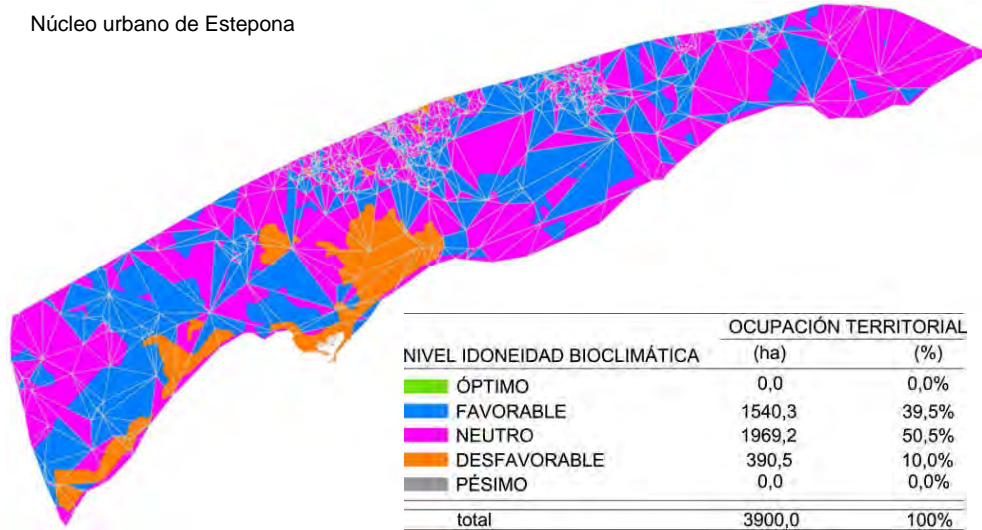 Núcleo urbano de Estepona
OCUPACIÓN TERRITORIAL
NIVEL IDONEIDAD BIOCLIMÁTICA (ha) (%)
ÓPTIMO 0,0 0,0%
FAVORABLE 1540,3 39,5%
NEUTRO 1969,2 50,5%
DESFAVORABLE 390,5 10,0%
PÉSIMO 0,0 0,0%
total 3900,0 100%